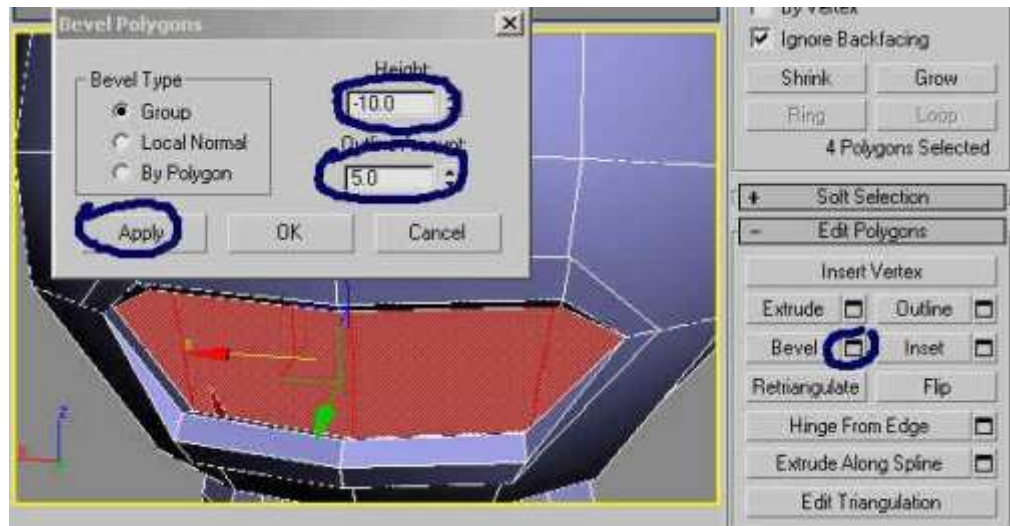 Bevel Polygons
Bevel Type
Group
Local Normal
By Polygon
Height:
-10.0
Outline Amount:
5.0
Apply
OK
Cancel
By Vertex
Ignore Backfacing
Shrink
Grow
Ring
Loop
4 Polygons Selected
+ Soft Selection
- Edit Polygons
Insert Vertex
Extrude
Outline
Bevel
Inset
Retriangulate
Flip
Hinge From Edge
Extrude Along Spline
Edit Triangulation
z